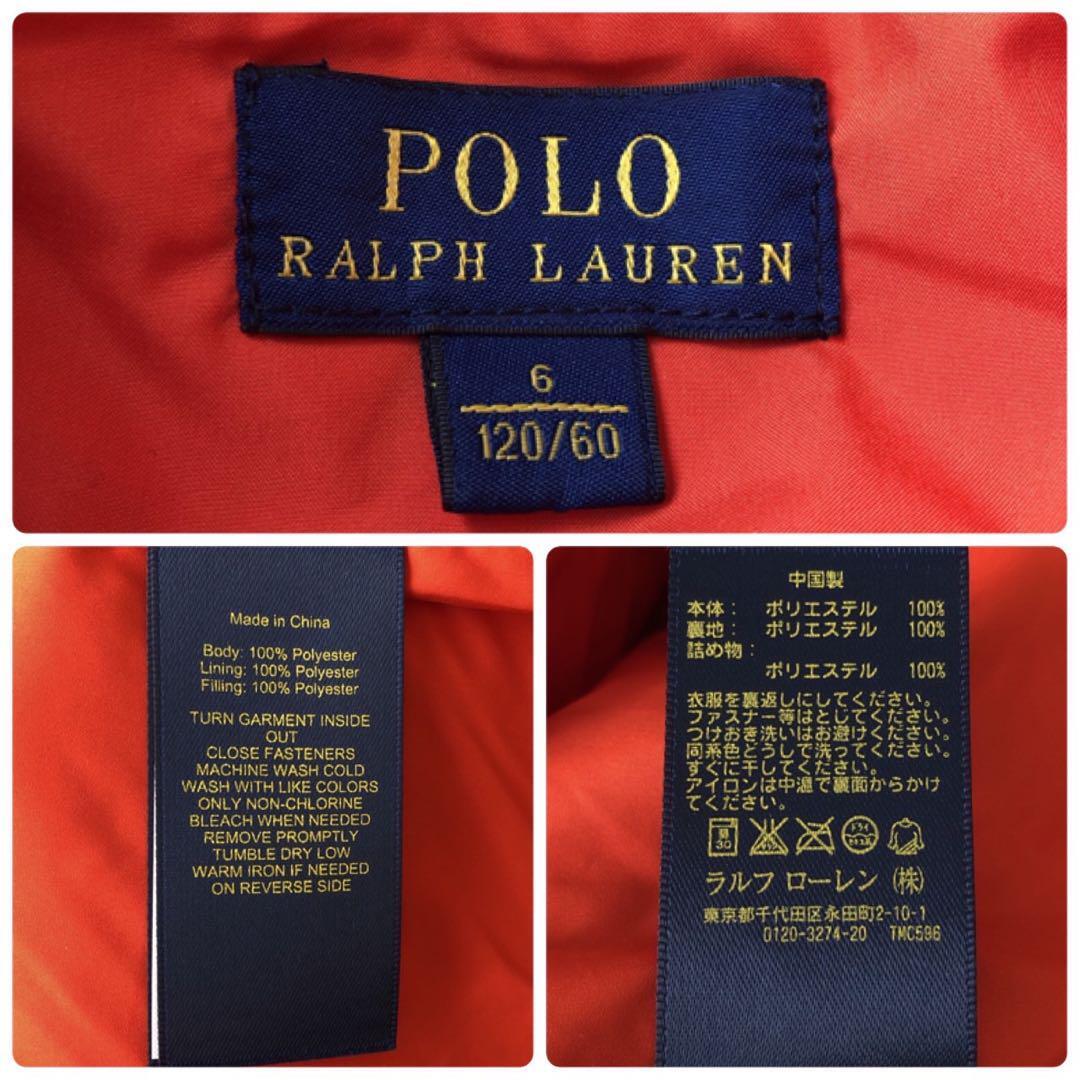 POLO
RALPH LAUREN
6
120/60
Made in China
Body: 100% Polyester
Lining: 100% Polyester
Filling: 100% Polyester
TURN GARMENT INSIDE
OUT
CLOSE FASTENERS
MACHINE WASH COLD
WASH WITH LIKE COLORS
ONLY NON-CHLORINE
BLEACH WHEN NEEDED
REMOVE PROMPTLY
TUMBLE DRY LOW
WARM IRON IF NEEDED
ON REVERSE SIDE
中国製
本体： ポリエステル 100%
裏地： ポリエステル 100%
詰め物：
ポリエステル 100%
衣服を裏返しにしてください。
ファスナー等はとじてください。
つけおき洗いはお避けください。
同系色どうしで洗ってください。
すぐに干してください。
アイロンは中温で裏面からかけ
てください。
30 ドライ
ラルフ ローレン (株)
東京都千代田区永田町2-10-1
0120-3274-20 TMC596